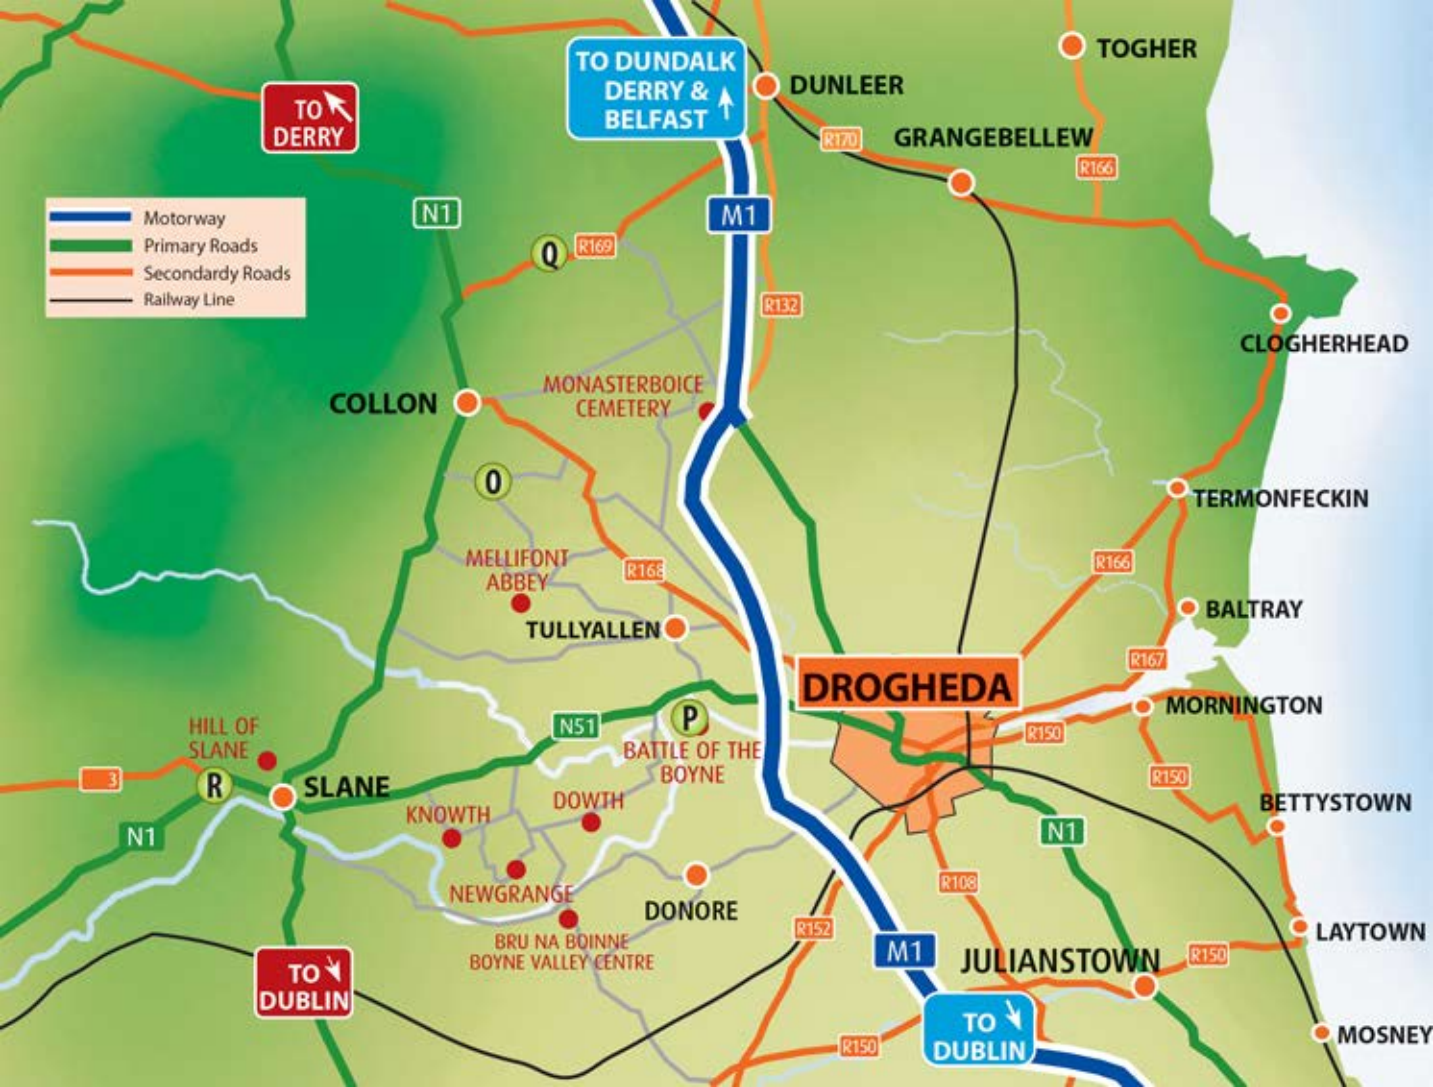 TO DUNDALK
DERRY &
BELFAST
DUNLEER
TOGHER
TO
DERRY
R170
GRANGEBELLEW
R166
Motorway
Primary Roads
Secondardy Roads
Railway Line
N1
M1
Q
R169
R132
CLOGHERHEAD
COLLON
MONASTERBOICE
CEMETERY
O
TERMONFECKIN
MELLIFONT
ABBEY
R168
R166
TULLYALLEN
BALTRAY
R167
DROGHEDA
MORNINGTON
HILL OF
SLANE
N51
P
BATTLE OF THE
BOYNE
R150
R150
3
R
SLANE
KNOWTH
DOWTH
BETTYSTOWN
N1
N1
NEWGRANGE
DONORE
R108
BRU NA BOINNE
BOYNE VALLEY CENTRE
R152
M1
JULIANSTOWN
R150
LAYTOWN
TO
DUBLIN
TO
DUBLIN
R150
MOSNEY